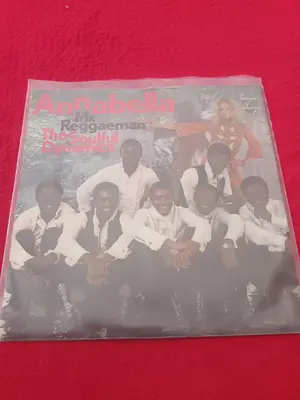 Annabella
Mr.
Reggaeman
The Soulful
Dynamics